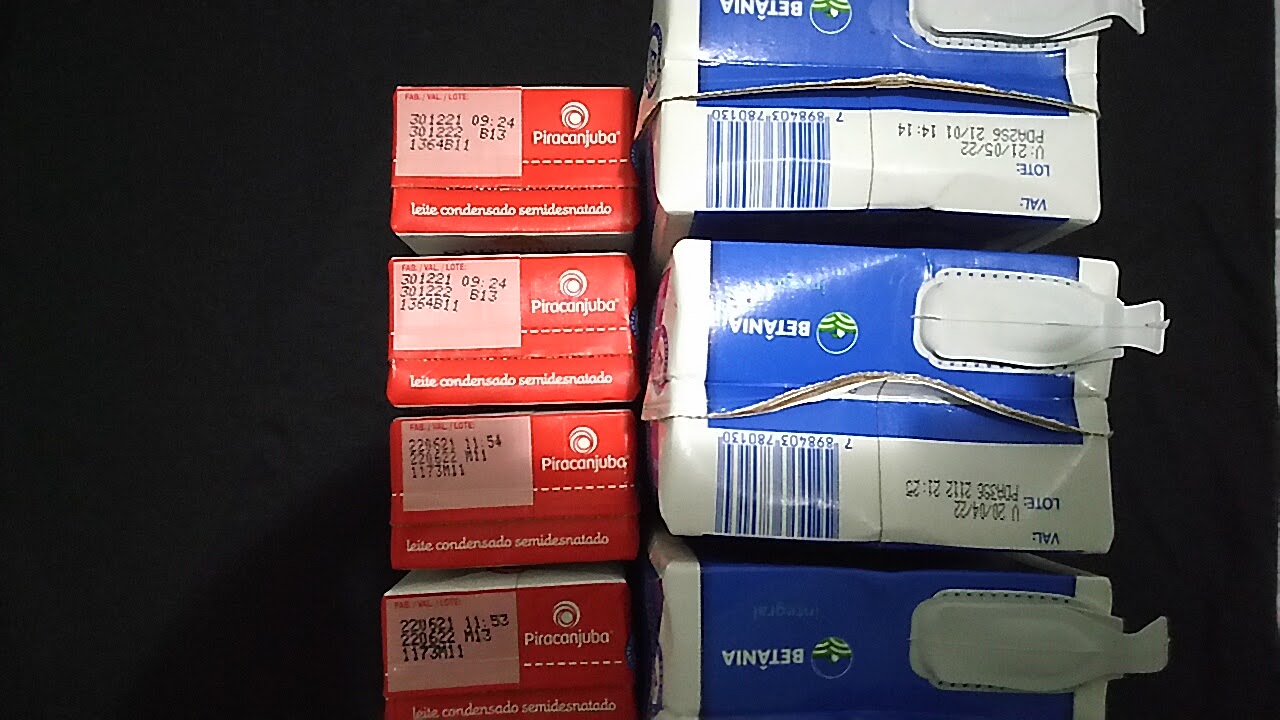 FAB. / VAL. / LOTE:
301221 09:24
301222 B13
1364B11
Piracanjuba®
leite condensado semidesnatado
FAB. / VAL. / LOTE:
301221 09:24
301222 B13
1364B11
Piracanjuba®
leite condensado semidesnatado
FAB. / VAL. / LOTE:
220621 11:54
220622 M11
1173M11
Piracanjuba®
leite condensado semidesnatado
FAB. / VAL. / LOTE:
220621 11:53
220622 M13
1173M11
Piracanjuba®
leite condensado semidesnatado
BETÂNIA
VAL:
LOTE:
U:21/05/22
PDA2S6 21/01 14:14
7 898403 780130
BETÂNIA
VAL:
LOTE:
U 20/04/22
PDA3S6 2112 21:25
7 898403 780130
BETÂNIA
integral